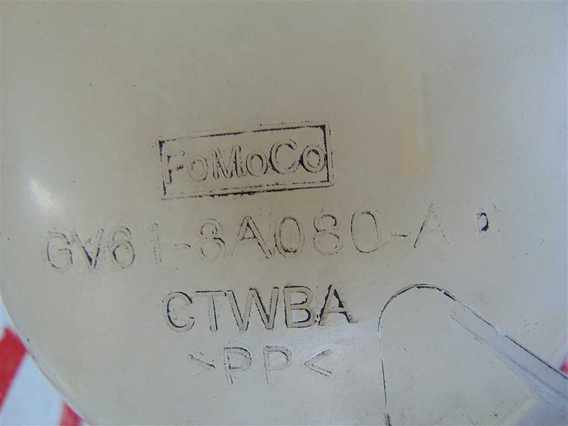 FoMoCo
GV61-8A080-A
CTWBA
>PP<